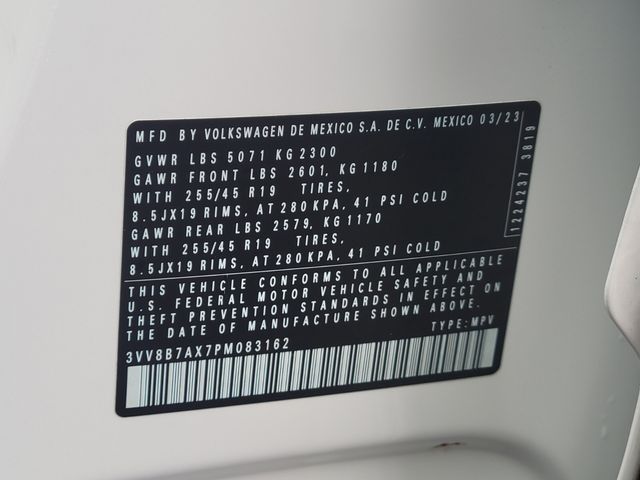 MFD BY VOLKSWAGEN DE MEXICO S.A. DE C.V. MEXICO 03/23
GVWR LBS 5071 KG 2300
GAWR FRONT LBS 2601, KG 1180
WITH 255/45 R19 TIRES,
8.5JX19 RIMS, AT 280 KPA, 41 PSI COLD
GAWR REAR LBS 2579, KG 1170
WITH 255/45 R19 TIRES,
8.5JX19 RIMS, AT 280 KPA, 41 PSI COLD
1224237 3819
THIS VEHICLE CONFORMS TO ALL APPLICABLE
U.S. FEDERAL MOTOR VEHICLE SAFETY AND
THEFT PREVENTION STANDARDS IN EFFECT ON
THE DATE OF MANUFACTURE SHOWN ABOVE.
TYPE: MPV
3VV8B7AX7PM083162